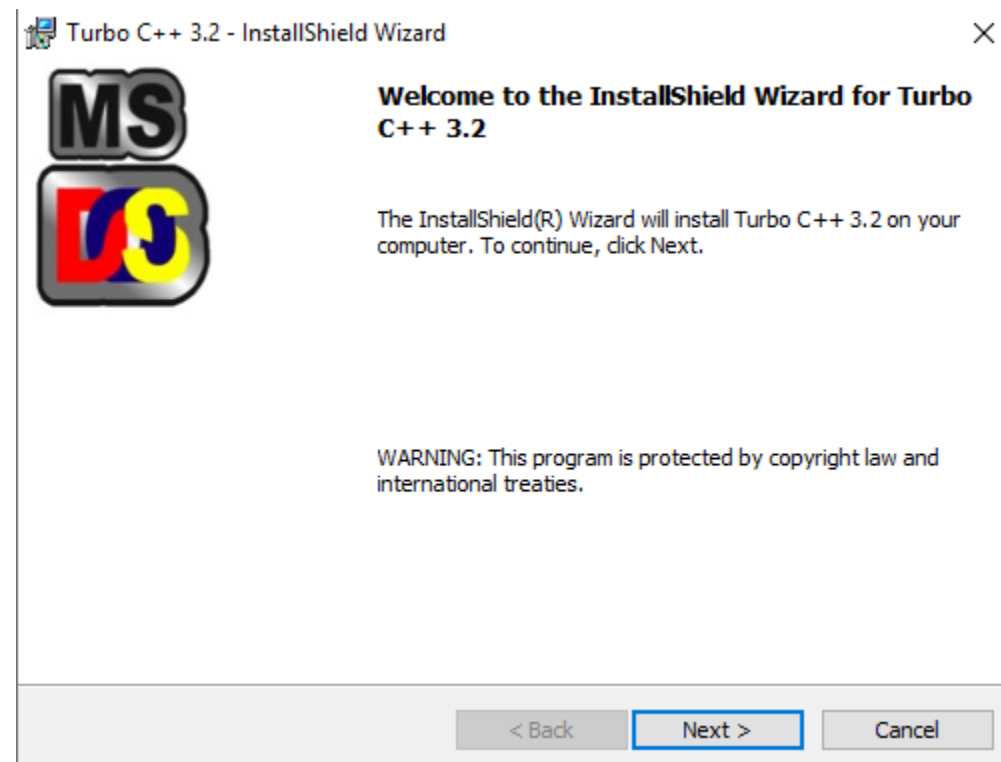 Turbo C++ 3.2 - InstallShield Wizard
MS
DOS
Welcome to the InstallShield Wizard for Turbo
C++ 3.2
The InstallShield(R) Wizard will install Turbo C++ 3.2 on your
computer. To continue, click Next.
WARNING: This program is protected by copyright law and
international treaties.
< Back
Next >
Cancel